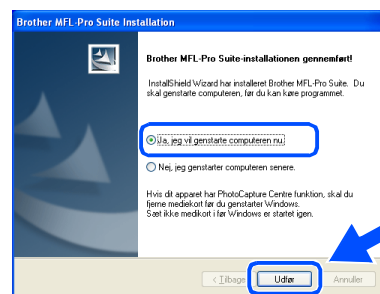 Brother MFL-Pro Suite Installation
Brother MFL-Pro Suite-installationen gennemført!
InstallShield Wizard har installeret Brother MFL-Pro Suite. Du
skal genstarte computeren, før du kan køre programmet.
Ja, jeg vil genstarte computeren nu.
Nej, jeg genstarter computeren senere.
Hvis dit apparet har PhotoCapture Centre funktion, skal du
fjerne mediekort før du genstarter Windows.
Sæt ikke medikort i før Windows er startet igen.
< Tilbage
Udfør
Annuller